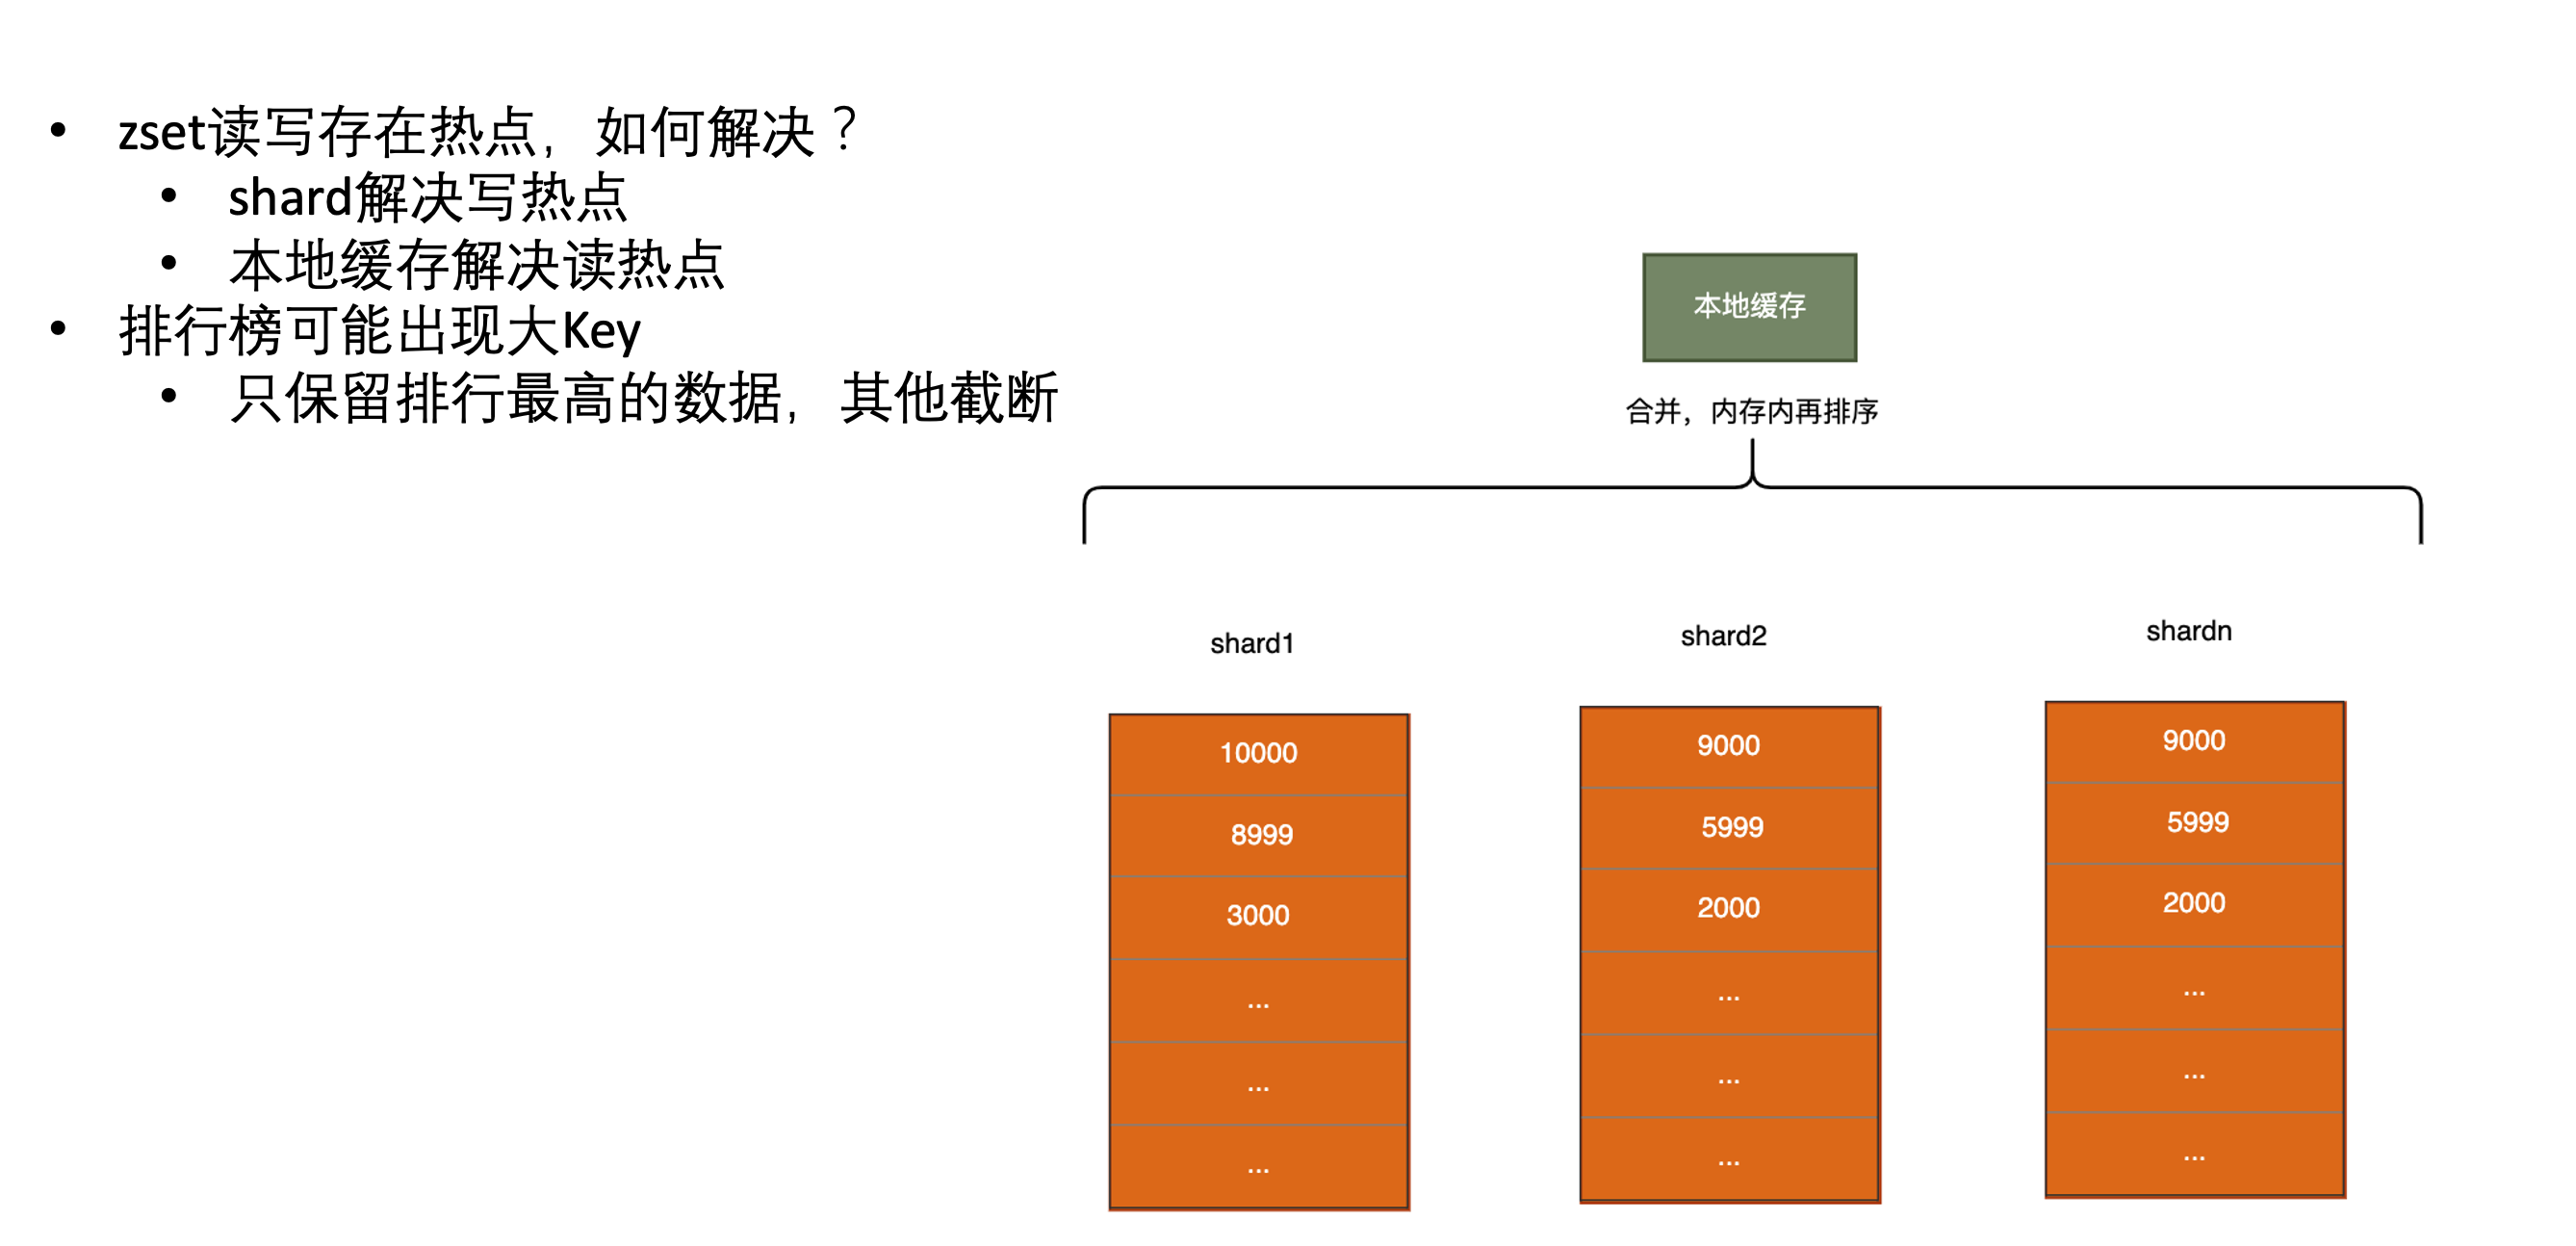 zset读写存在热点，如何解决？
shard解决写热点
本地缓存解决读热点
排行榜可能出现大Key
只保留排行最高的数据，其他截断
本地缓存
合并，内存内再排序
shard1
shard2
shardn
10000
8999
3000
...
...
...
9000
5999
2000
...
...
...
9000
5999
2000
...
...
...